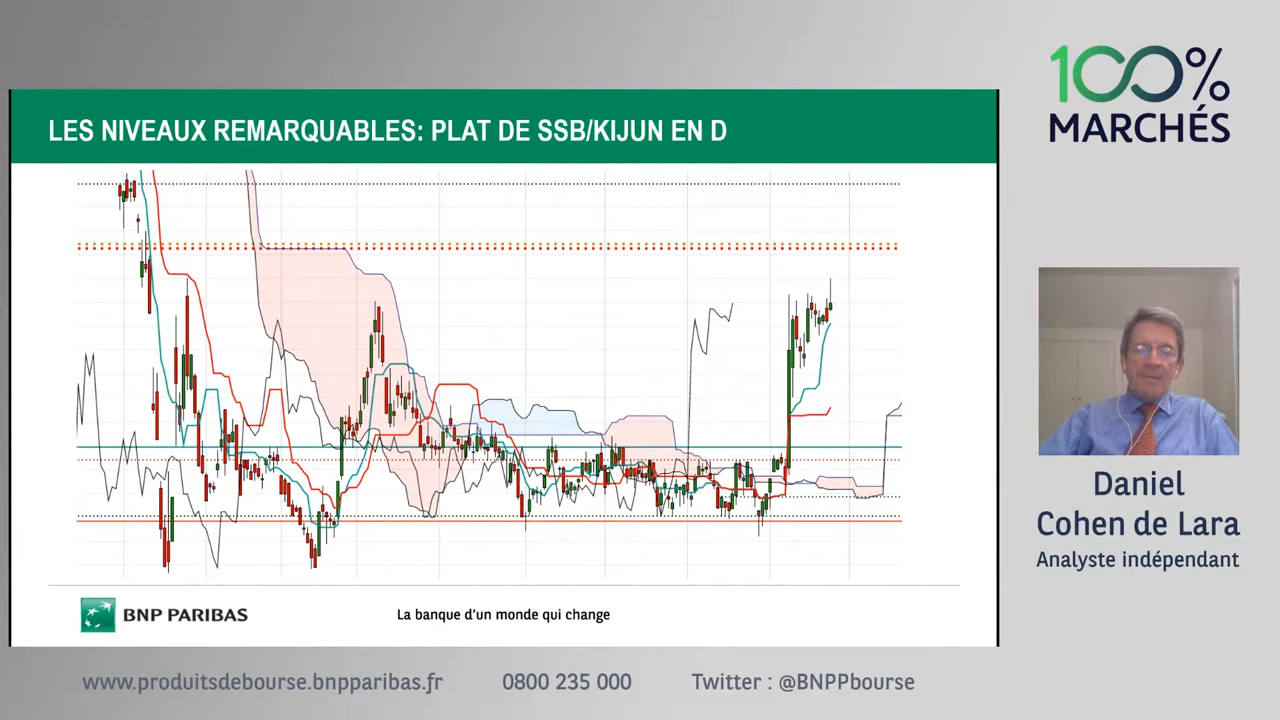 100%
MARCHÉS
LES NIVEAUX REMARQUABLES: PLAT DE SSB/KIJUN EN D
Daniel
Cohen de Lara
Analyste indépendant
BNP PARIBAS
La banque d'un monde qui change
www.produitsdebourse.bnpparibas.fr
0800 235 000
Twitter : @BNPPbourse